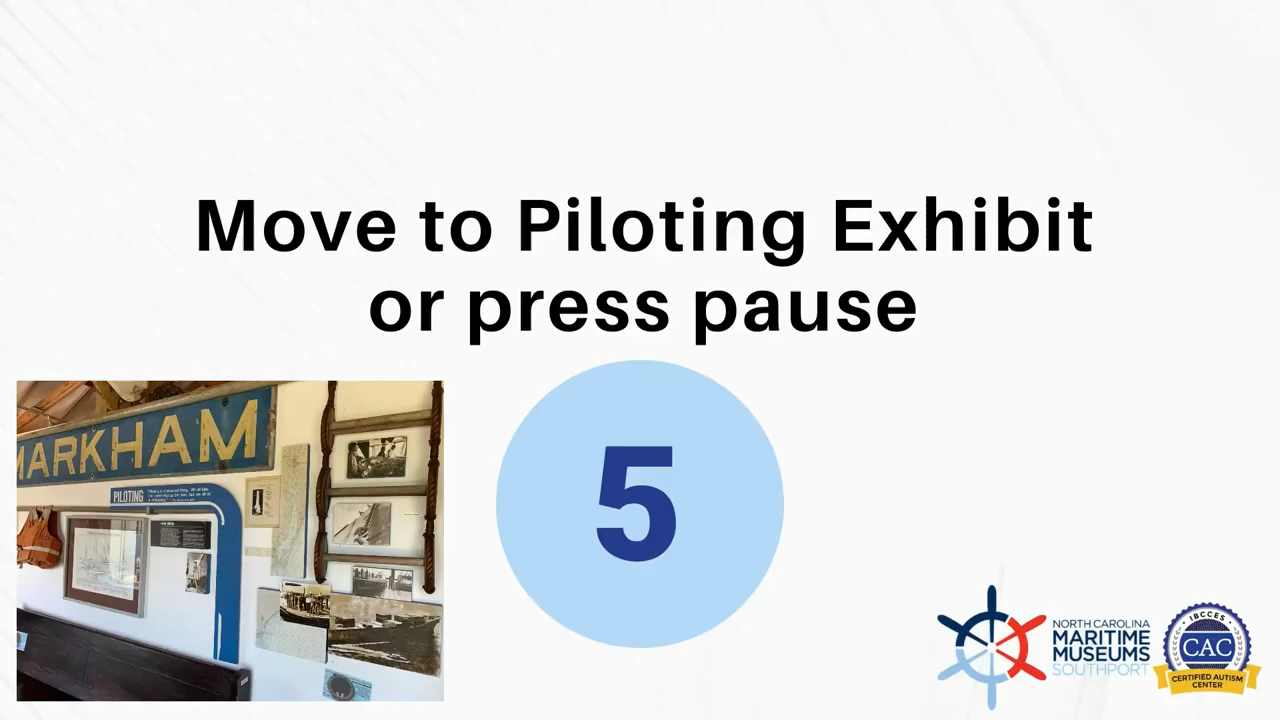 Move to Piloting Exhibit
or press pause
5
MARKHAM
PILOTING
NORTH CAROLINA
MARITIME
MUSEUMS
SOUTHPORT
IBCCES
CAC
CERTIFIED AUTISM
CENTER